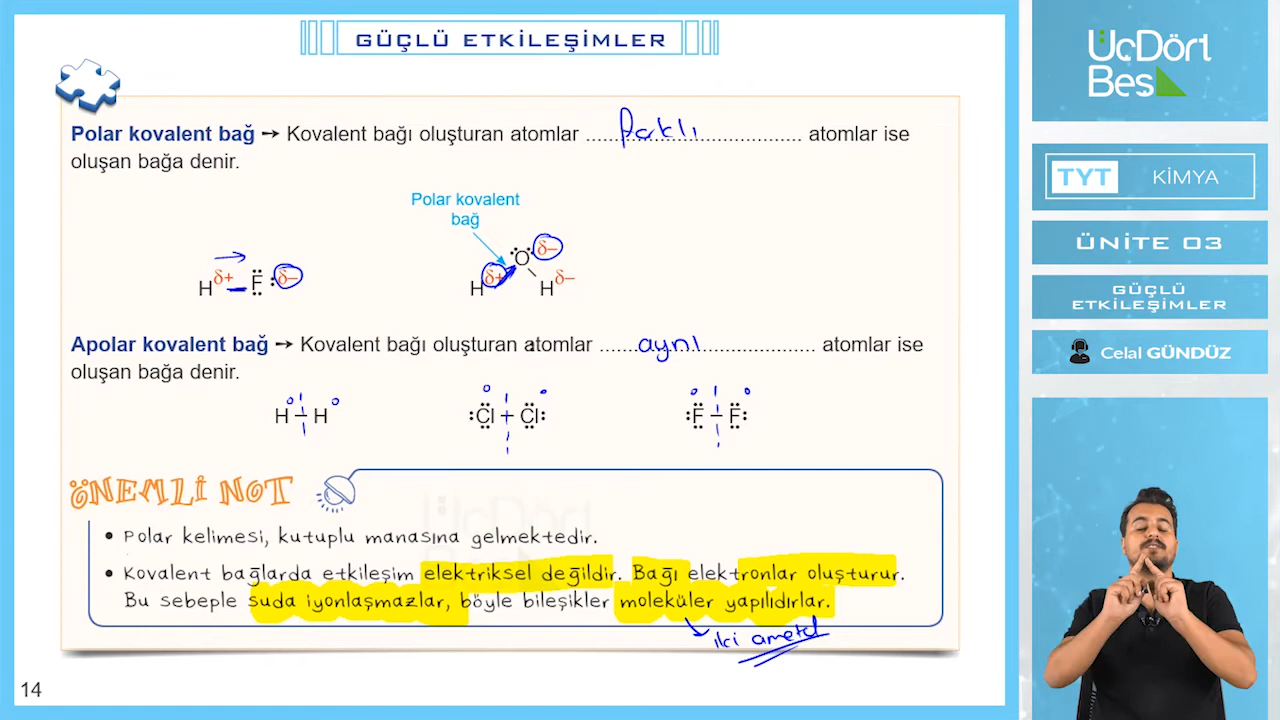 GÜÇLÜ ETKİLEŞİMLER
Polar kovalent bağ → Kovalent bağı oluşturan atomlar ......farklı...... atomlar ise
oluşan bağa denir.
Polar kovalent
bağ
H δ+ – F δ–
O δ–
H δ+ H δ–
Apolar kovalent bağ → Kovalent bağı oluşturan atomlar ......aynı...... atomlar ise
oluşan bağa denir.
H – H
Cl – Cl
F – F
ÖNEMLİ NOT
• Polar kelimesi, kutuplu manasına gelmektedir.
• Kovalent bağlarda etkileşim elektriksel değildir. Bağı elektronlar oluşturur.
Bu sebeple suda iyonlaşmazlar, böyle bileşikler moleküler yapılıdırlar.
iki ametal
14
ÜçDört
Beş
TYT KİMYA
ÜNİTE 03
GÜÇLÜ
ETKİLEŞİMLER
Celal GÜNDÜZ